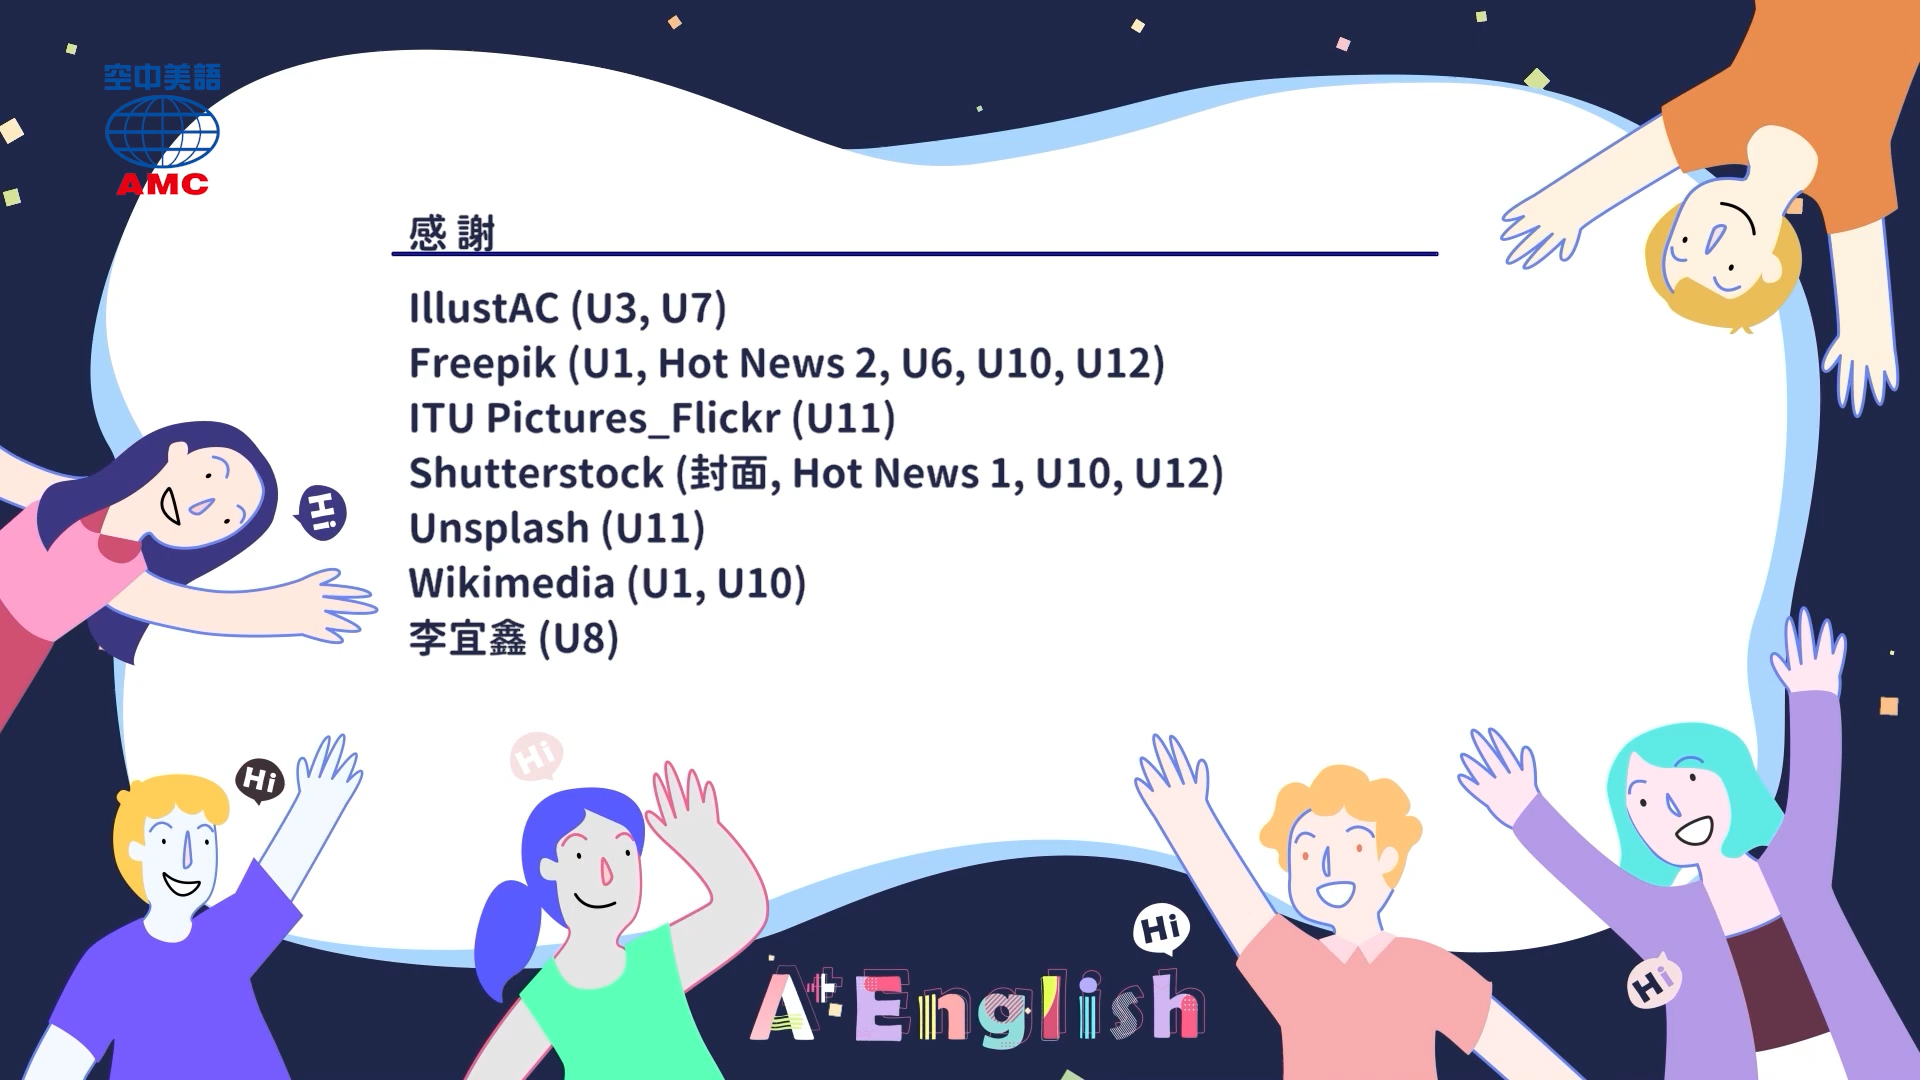 空中美語
AMC
感謝
IllustAC (U3, U7)
Freepik (U1, Hot News 2, U6, U10, U12)
ITU Pictures_Flickr (U11)
Shutterstock (封面, Hot News 1, U10, U12)
Unsplash (U11)
Wikimedia (U1, U10)
李宜鑫 (U8)
Hi
Hi
Hi
Hi
Hi
A+ English